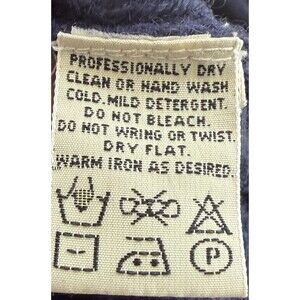 PROFESSIONALLY DRY
CLEAN OR HAND WASH
COLD. MILD DETERGENT.
DO NOT BLEACH.
DO NOT WRING OR TWIST.
DRY FLAT.
WARM IRON AS DESIRED.
P